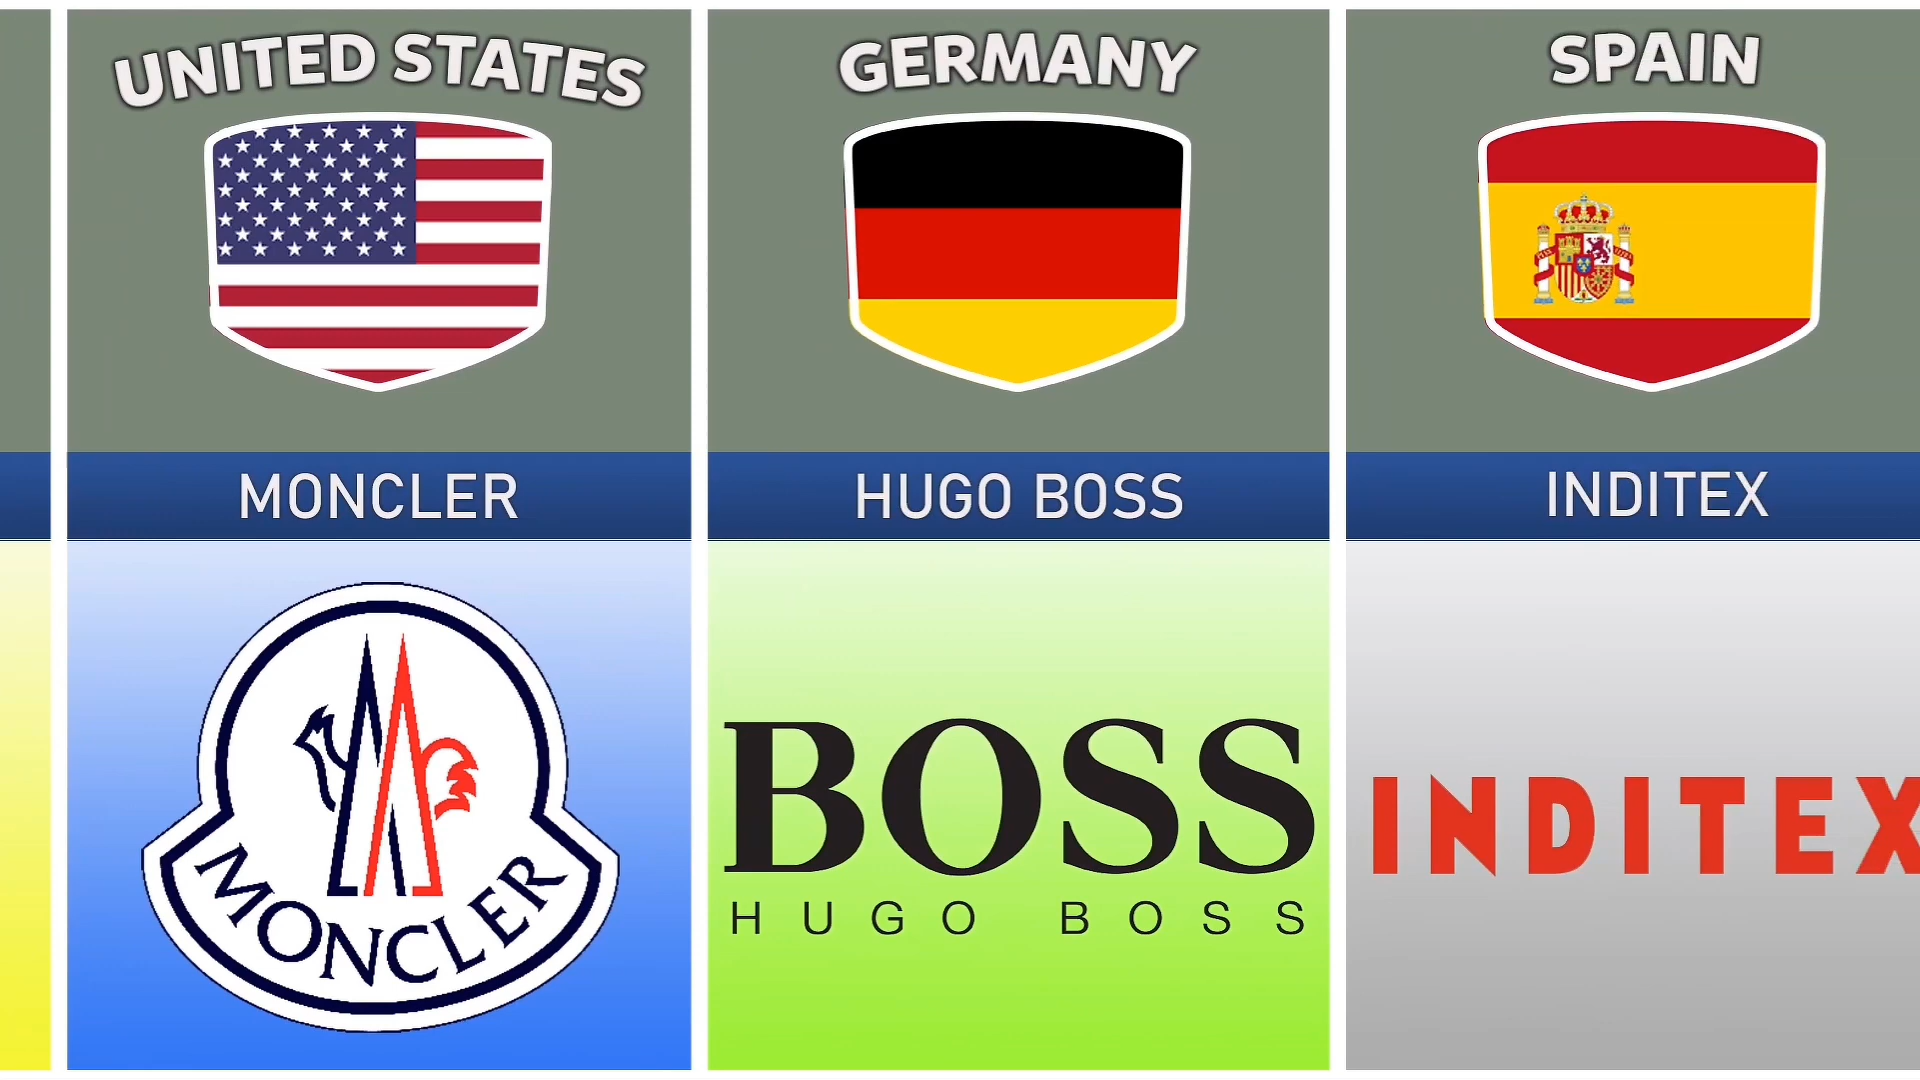 UNITED STATES
MONCLER
MONCLER
GERMANY
HUGO BOSS
BOSS
HUGO BOSS
SPAIN
INDITEX
INDITEX